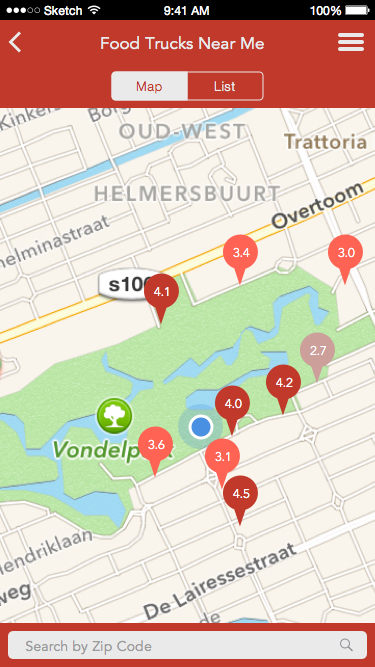 Sketch 9:41 AM 100%
Food Trucks Near Me
Map List
Kinker
Borg
OUD-WEST
Trattoria
HELMERSBUURT
Overtoom
helminastraat
s100
3.4
3.0
4.1
2.7
4.2
4.0
3.6
Vondelp k
3.1
4.5
endriklaan
De Lairessestraat
weg
Search by Zip Code